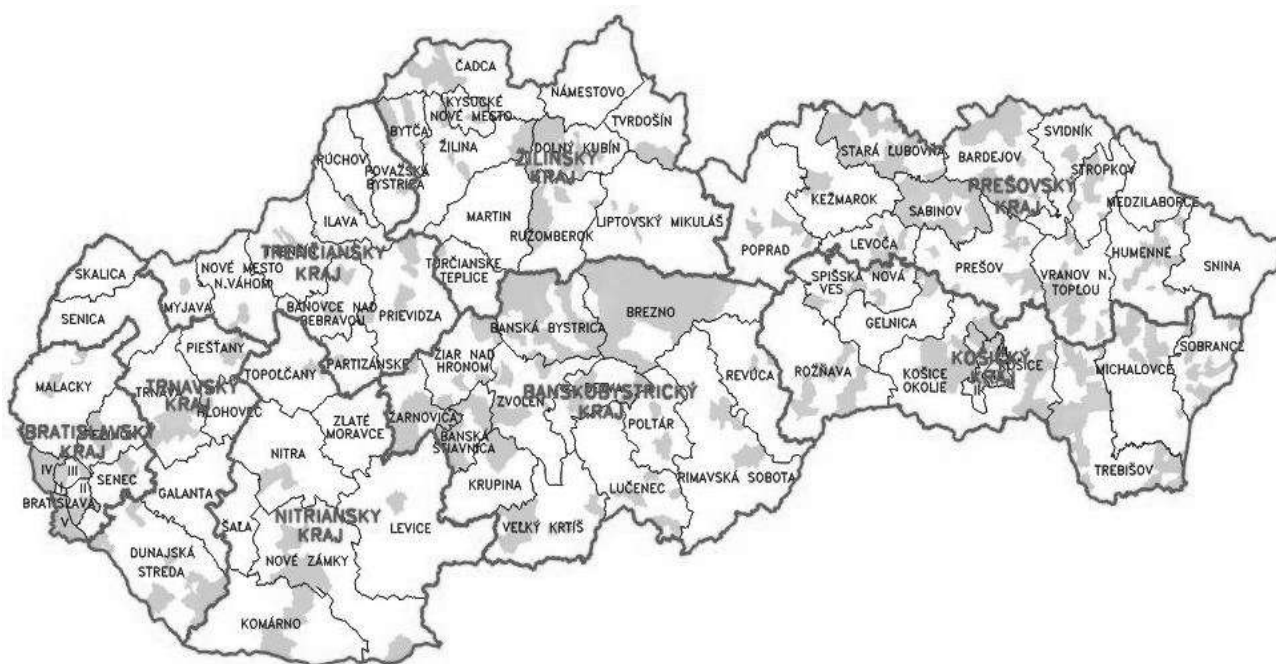 ČADCA
NÁMESTOVO
KYSUCKÉ
NOVÉ MESTO
TVRDOŠÍN
BYTČA
DOLNÝ KUBÍN
ŽILINA
ŽILINSKÝ
KRAJ
PÚCHOV
POVAŽSKÁ
BYSTRICA
STARÁ ĽUBOVŇA
BARDEJOV
SVIDNÍK
STROPKOV
PREŠOVSKÝ
KRAJ
KEŽMAROK
SABINOV
MEDZILABORCE
ILAVA
MARTIN
RUŽOMBEROK
LIPTOVSKÝ MIKULÁŠ
POPRAD
LEVOČA
PREŠOV
HUMENNÉ
SNINA
VRANOV N.
TOPĽOU
TRENČIANSKY
KRAJ
TURČIANSKE
TEPLICE
SPIŠSKÁ NOVÁ
VES
GELNICA
SKALICA
NOVÉ MESTO
N.VÁHOM
MYJAVA
BÁNOVCE NAD
BEBRAVOU
PRIEVIDZA
SENICA
BANSKÁ BYSTRICA
BREZNO
PIEŠŤANY
PARTIZÁNSKE
ŽIAR NAD
HRONOM
REVÚCA
ROŽŇAVA
KOŠICE
OKOLIE
KOŠICKÝ
KRAJ
KOŠICE
II
MICHALOVCE
SOBRANCE
MALACKY
TRNAVA
TRNAVSKÝ
KRAJ
HLOHOVEC
TOPOĽČANY
ZLATÉ
MORAVCE
ŽARNOVICA
BANSKÁ
ŠTIAVNICA
ZVOLEN
BANSKOBYSTRICKÝ
KRAJ
POLTÁR
BRATISLAVSKÝ
KRAJ
IV
III
II
V
BRATISLAVA
SENEC
NITRA
KRUPINA
LUČENEC
RIMAVSKÁ SOBOTA
TREBIŠOV
GALANTA
ŠAĽA
NITRIANSKY
KRAJ
LEVICE
VEĽKÝ KRTÍŠ
DUNAJSKÁ
STREDA
NOVÉ ZÁMKY
KOMÁRNO